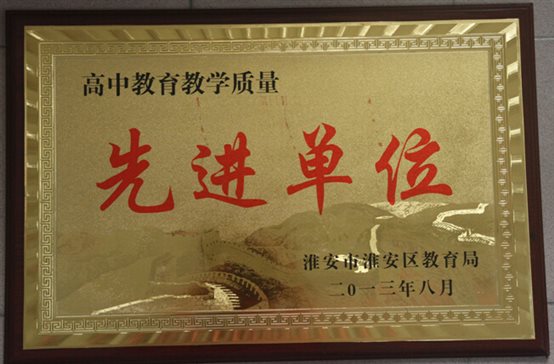 高中教育教学质量
先进单位
淮安市淮安区教育局
二0一三年八月